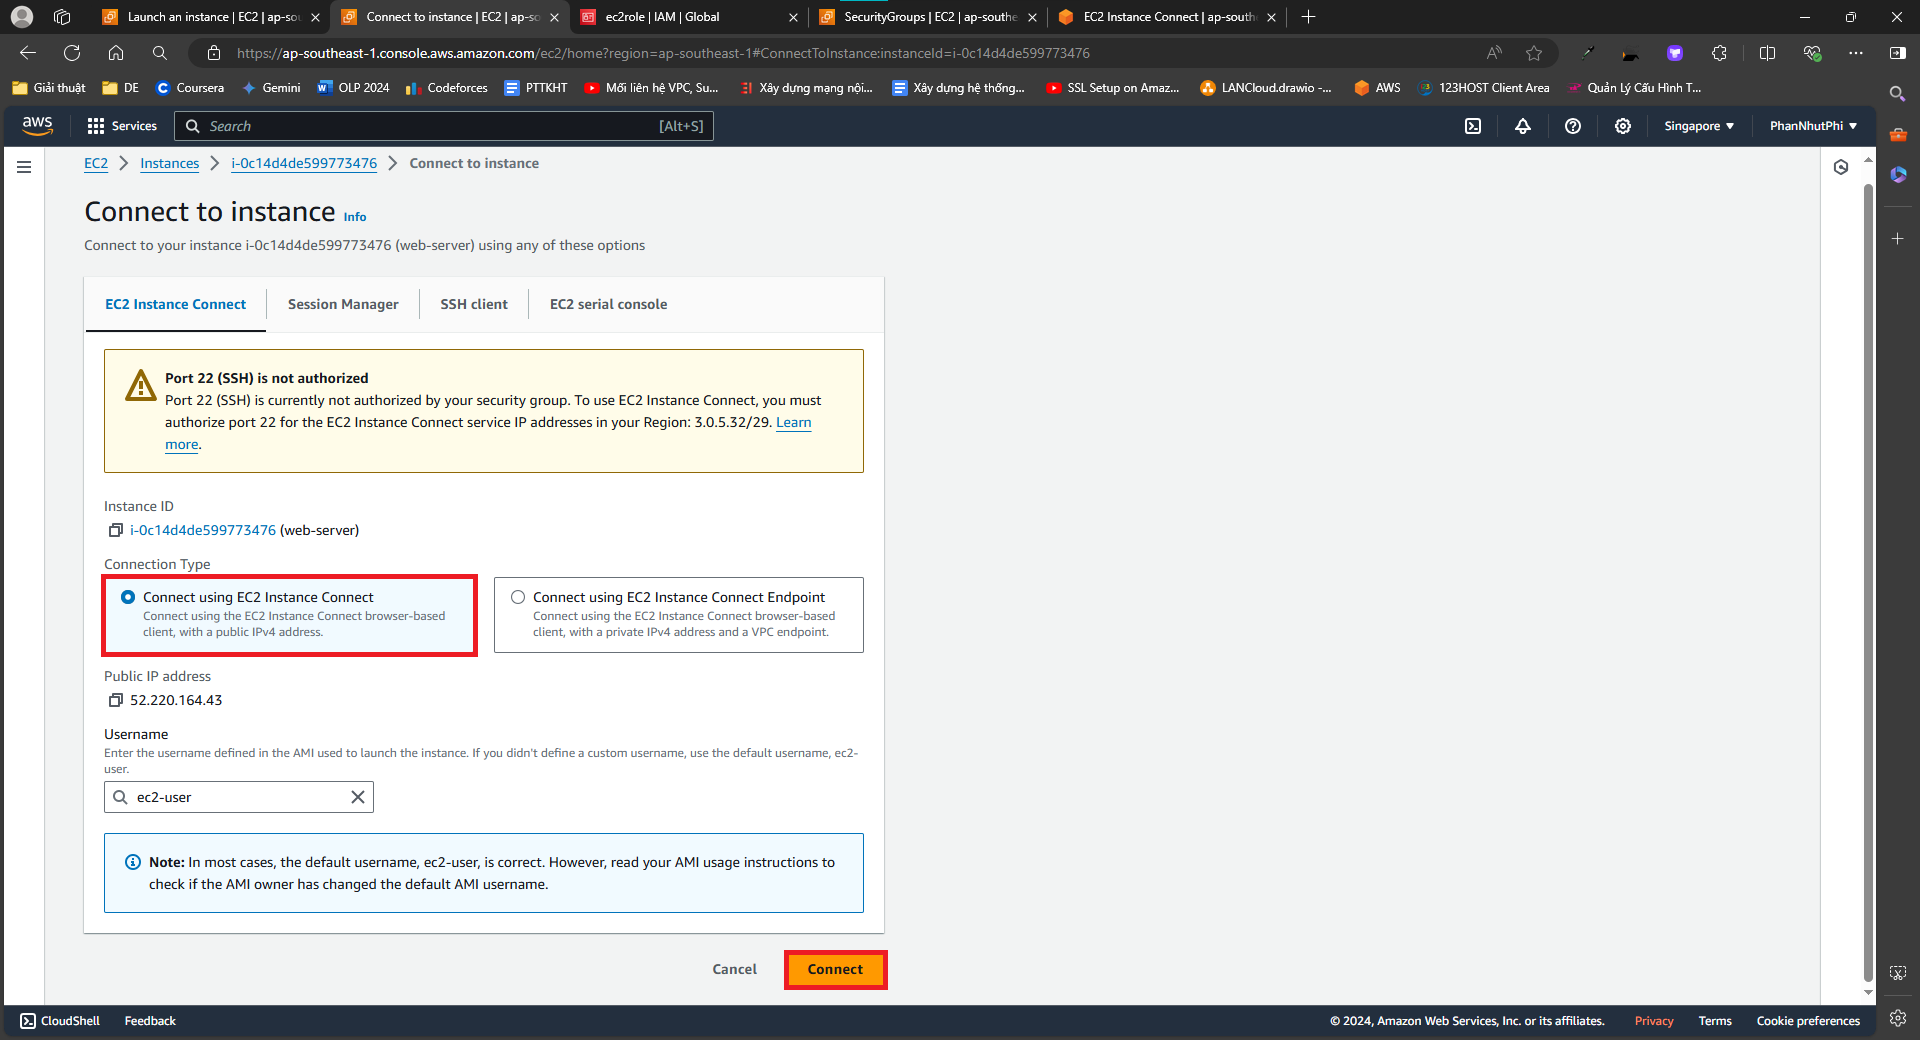 Launch an instance | EC2 | ap-so
Connect to instance | EC2 | ap-so
ec2role | IAM | Global
SecurityGroups | EC2 | ap-southe
EC2 Instance Connect | ap-south
https://ap-southeast-1.console.aws.amazon.com/ec2/home?region=ap-southeast-1#ConnectToInstance:instanceId=i-0c14d4de599773476
Giải thuật
DE
Coursera
Gemini
OLP 2024
Codeforces
PTTKHT
Mối liên hệ VPC, Su...
Xây dựng mạng nội...
Xây dựng hệ thống...
SSL Setup on Amaz...
LANCloud.drawio -...
AWS
123HOST Client Area
Quản Lý Cấu Hình T...
aws
Services
Search
[Alt+S]
Singapore
PhanNhutPhi
EC2
Instances
i-0c14d4de599773476
Connect to instance
Connect to instance Info
Connect to your instance i-0c14d4de599773476 (web-server) using any of these options
EC2 Instance Connect
Session Manager
SSH client
EC2 serial console
Port 22 (SSH) is not authorized
Port 22 (SSH) is currently not authorized by your security group. To use EC2 Instance Connect, you must
authorize port 22 for the EC2 Instance Connect service IP addresses in your Region: 3.0.5.32/29. Learn
more.
Instance ID
i-0c14d4de599773476 (web-server)
Connection Type
Connect using EC2 Instance Connect
Connect using the EC2 Instance Connect browser-based
client, with a public IPv4 address.
Connect using EC2 Instance Connect Endpoint
Connect using the EC2 Instance Connect browser-based
client, with a private IPv4 address and a VPC endpoint.
Public IP address
52.220.164.43
Username
Enter the username defined in the AMI used to launch the instance. If you didn't define a custom username, use the default username, ec2-
user.
ec2-user
Note: In most cases, the default username, ec2-user, is correct. However, read your AMI usage instructions to
check if the AMI owner has changed the default AMI username.
Cancel
Connect
CloudShell
Feedback
© 2024, Amazon Web Services, Inc. or its affiliates.
Privacy
Terms
Cookie preferences